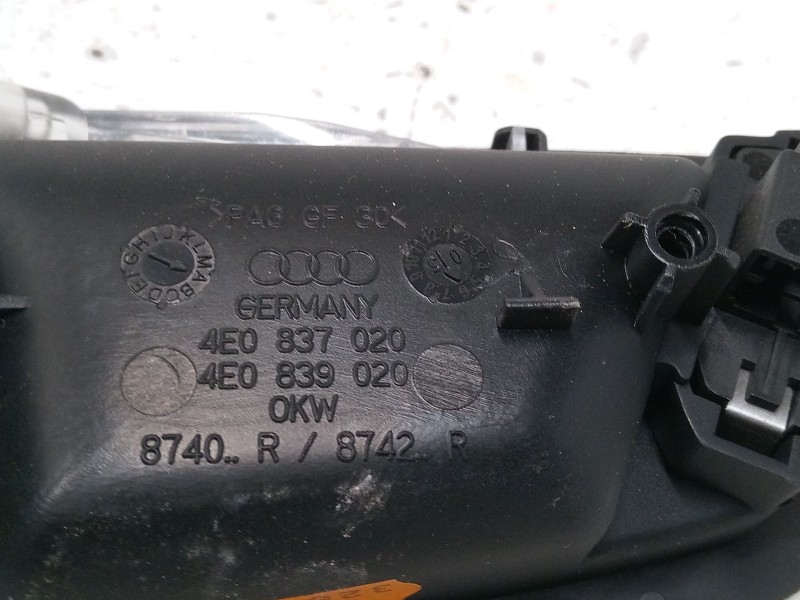 >PA6 GF 30<
GERMANY
4E0 837 020
4E0 839 020
OKW
8740.. R / 8742.. R